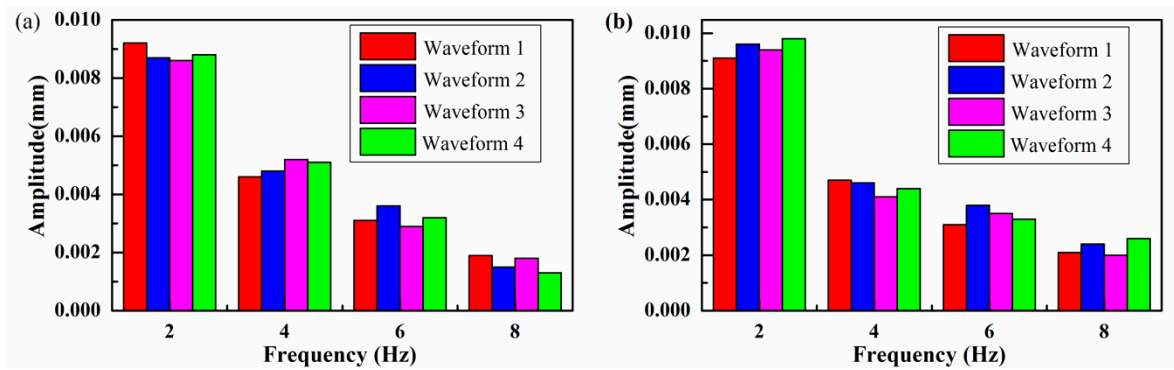 (a)
Amplitude(mm)
0.010
0.008
0.006
0.004
0.002
0.000
Waveform 1
Waveform 2
Waveform 3
Waveform 4
2 4 6 8
Frequency (Hz)
(b)
Amplitude(mm)
0.010
0.008
0.006
0.004
0.002
0.000
Waveform 1
Waveform 2
Waveform 3
Waveform 4
2 4 6 8
Frequency (Hz)